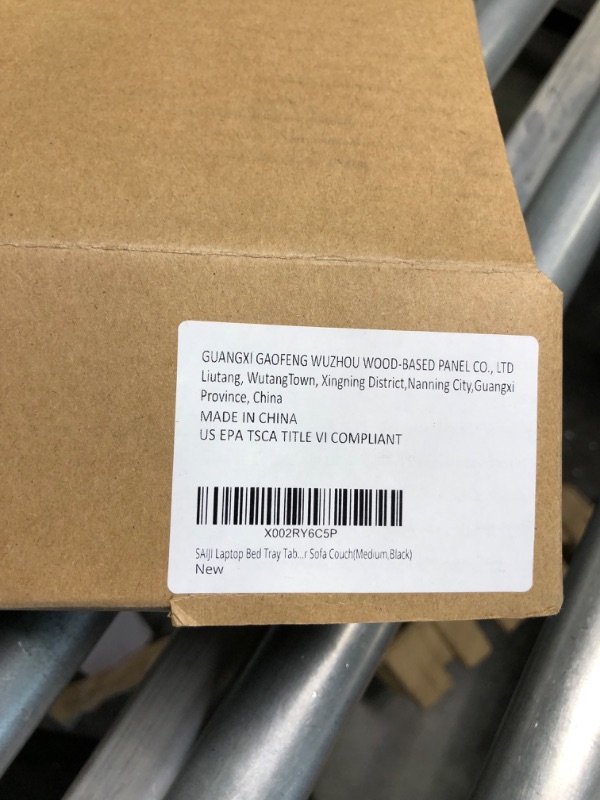 GUANGXI GAOFENG WUZHOU WOOD-BASED PANEL CO., LTD
Liutang, WutangTown, Xingning District,Nanning City,Guangxi
Province, China
MADE IN CHINA
US EPA TSCA TITLE VI COMPLIANT
X002RY6C5P
SAIJI Laptop Bed Tray Tab...r Sofa Couch(Medium,Black)
New